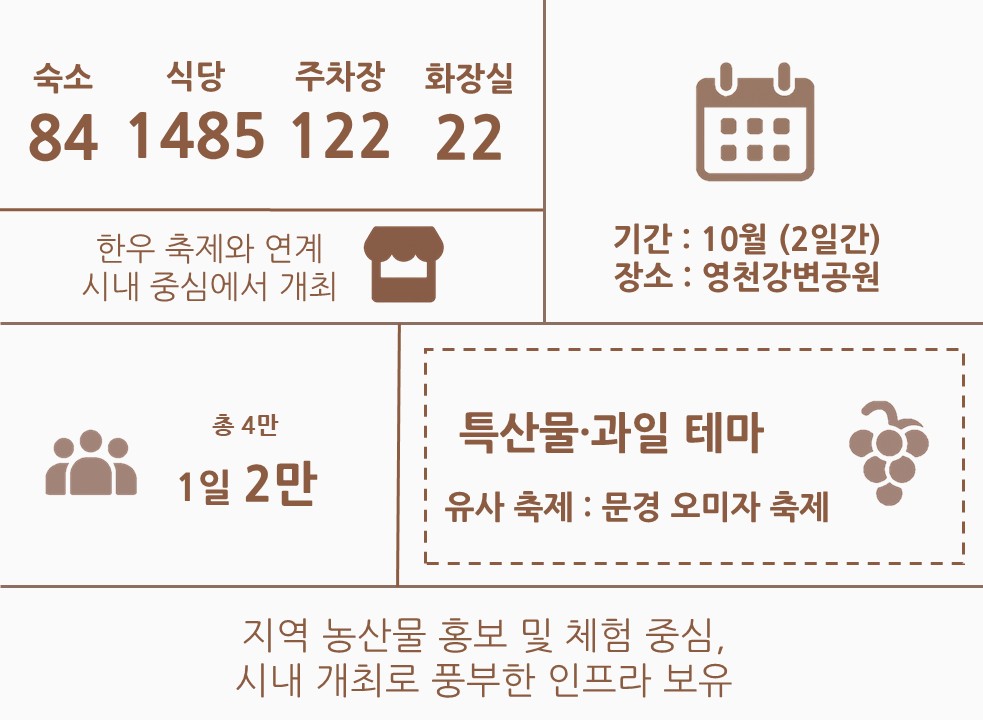 숙소 식당 주차장 화장실
84 1485 122 22
한우 축제와 연계
시내 중심에서 개최
기간 : 10월 (2일간)
장소 : 영천강변공원
총 4만
1일 2만
특산물·과일 테마
유사 축제 : 문경 오미자 축제
지역 농산물 홍보 및 체험 중심,
시내 개최로 풍부한 인프라 보유